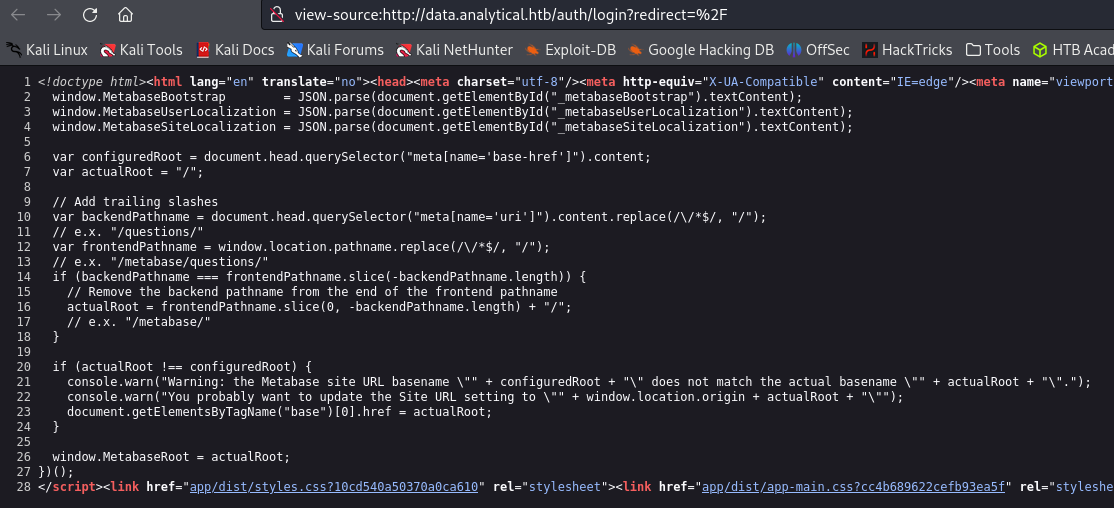 view-source:http://data.analytical.htb/auth/login?redirect=%2F
Kali Linux Kali Tools Kali Docs Kali Forums Kali NetHunter Exploit-DB Google Hacking DB OffSec HackTricks Tools HTB Acad
1 <!doctype html><html lang="en" translate="no"><head><meta charset="utf-8"/><meta http-equiv="X-UA-Compatible" content="IE=edge"/><meta name="viewport
2 window.MetabaseBootstrap = JSON.parse(document.getElementById("_metabaseBootstrap").textContent);
3 window.MetabaseUserLocalization = JSON.parse(document.getElementById("_metabaseUserLocalization").textContent);
4 window.MetabaseSiteLocalization = JSON.parse(document.getElementById("_metabaseSiteLocalization").textContent);
5
6 var configuredRoot = document.head.querySelector("meta[name='base-href']").content;
7 var actualRoot = "/";
8
9 // Add trailing slashes
10 var backendPathname = document.head.querySelector("meta[name='uri']").content.replace(/\/*$/, "/");
11 // e.x. "/questions/"
12 var frontendPathname = window.location.pathname.replace(/\/*$/, "/");
13 // e.x. "/metabase/questions/"
14 if (backendPathname === frontendPathname.slice(-backendPathname.length)) {
15 // Remove the backend pathname from the end of the frontend pathname
16 actualRoot = frontendPathname.slice(0, -backendPathname.length) + "/";
17 // e.x. "/metabase/"
18 }
19
20 if (actualRoot !== configuredRoot) {
21 console.warn("Warning: the Metabase site URL basename \"" + configuredRoot + "\" does not match the actual basename \"" + actualRoot + "\".");
22 console.warn("You probably want to update the Site URL setting to \"" + window.location.origin + actualRoot + "\"");
23 document.getElementsByTagName("base")[0].href = actualRoot;
24 }
25
26 window.MetabaseRoot = actualRoot;
27 })();
28 </script><link href="app/dist/styles.css?10cd540a50370a0ca610" rel="stylesheet"><link href="app/dist/app-main.css?cc4b689622cefb93ea5f" rel="styleshe